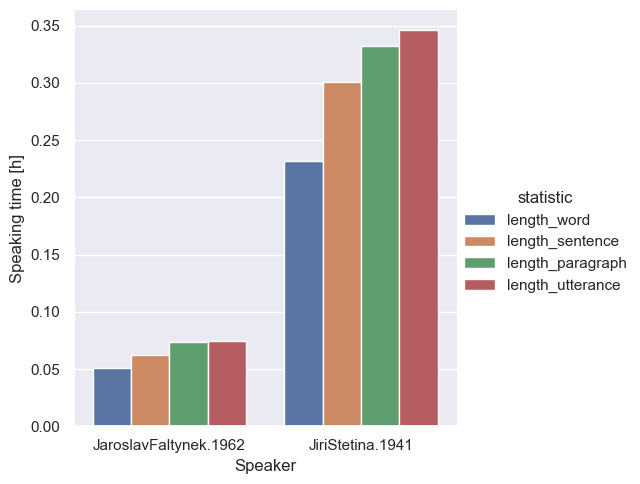 0.35
0.30
0.25
0.20
0.15
0.10
0.05
0.00
Speaking time [h]
JaroslavFaltynek.1962
JiriStetina.1941
Speaker
statistic
length_word
length_sentence
length_paragraph
length_utterance